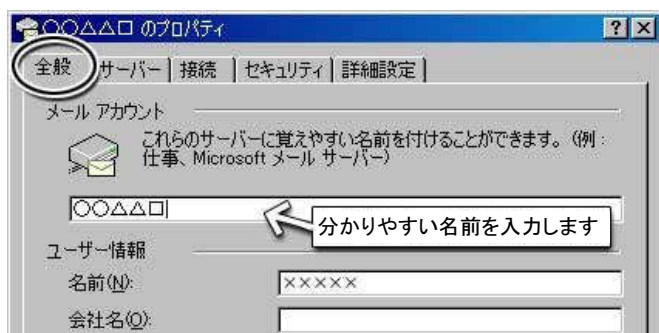 ○○△△□ のプロパティ
全般 サーバー 接続 セキュリティ 詳細設定
メール アカウント
これらのサーバーに覚えやすい名前を付けることができます。(例:
仕事、Microsoft メール サーバー)
○○△△□
分かりやすい名前を入力します
ユーザー情報
名前(N): ×××××
会社名(O):